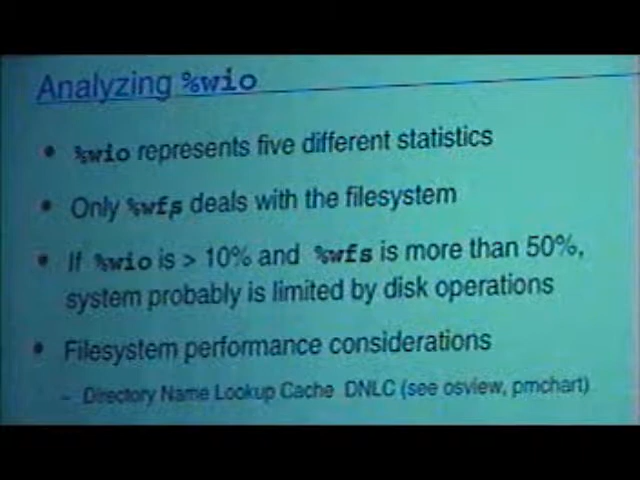 Analyzing %wio
• %wio represents five different statistics
• Only %wfs deals with the filesystem
• If %wio is > 10% and %wfs is more than 50%,
system probably is limited by disk operations
• Filesystem performance considerations
– Directory Name Lookup Cache DNLC (see osview, pmchart)